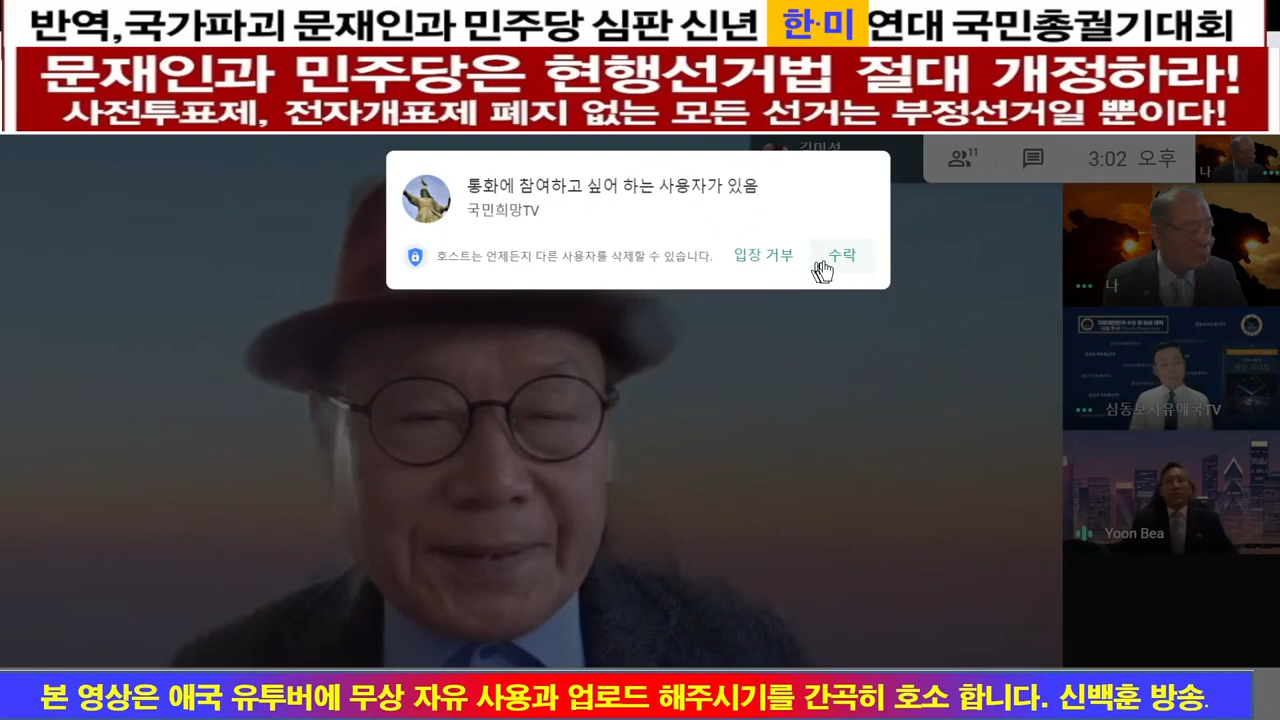 반역,국가파괴 문재인과 민주당 심판 신년 한·미 연대 국민총궐기대회
문재인과 민주당은 현행선거법 절대 개정하라!
사전투표제, 전자개표제 폐지 없는 모든 선거는 부정선거일 뿐이다!
김미선
11
3:02 오후
나
통화에 참여하고 싶어 하는 사용자가 있음
국민희망TV
호스트는 언제든지 다른 사용자를 삭제할 수 있습니다.
입장 거부
수락
나
심동보자유애국TV
Yoon Bea
본 영상은 애국 유투버에 무상 자유 사용과 업로드 해주시기를 간곡히 호소 합니다. 신백훈 방송.